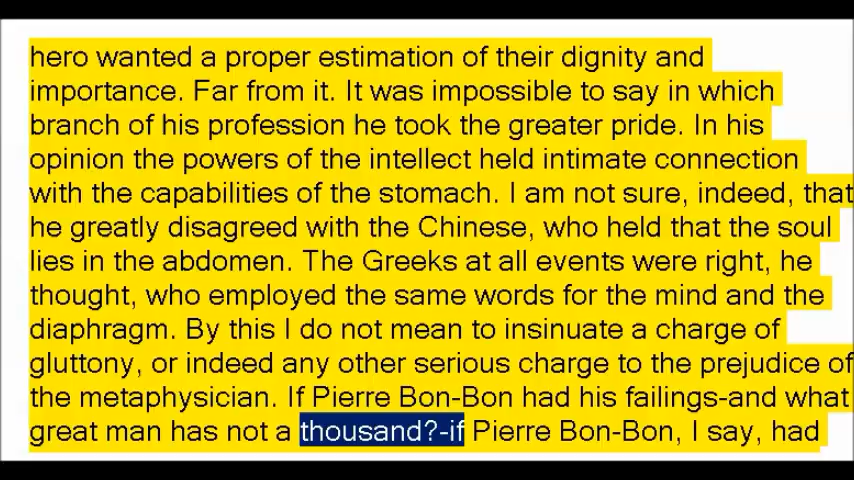 hero wanted a proper estimation of their dignity and
importance. Far from it. It was impossible to say in which
branch of his profession he took the greater pride. In his
opinion the powers of the intellect held intimate connection
with the capabilities of the stomach. I am not sure, indeed, that
he greatly disagreed with the Chinese, who held that the soul
lies in the abdomen. The Greeks at all events were right, he
thought, who employed the same words for the mind and the
diaphragm. By this I do not mean to insinuate a charge of
gluttony, or indeed any other serious charge to the prejudice of
the metaphysician. If Pierre Bon-Bon had his failings-and what
great man has not a thousand?-if Pierre Bon-Bon, I say, had